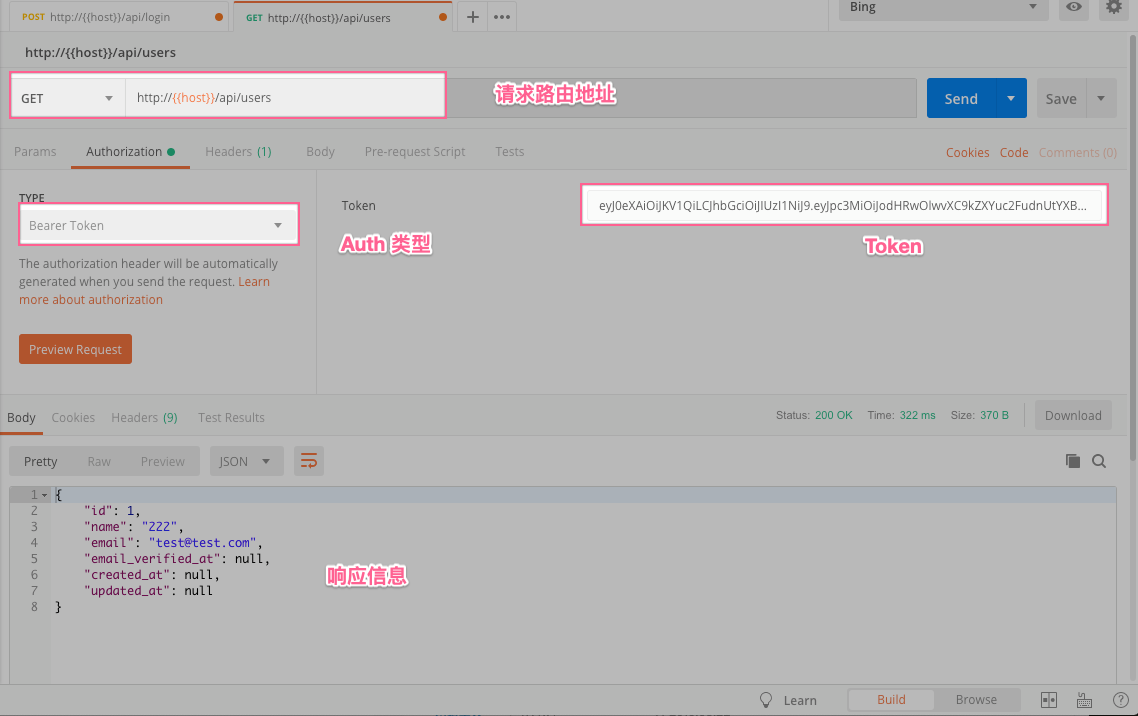 POST http://{{host}}/api/login
GET http://{{host}}/api/users
Bing
http://{{host}}/api/users
GET
http://{{host}}/api/users
请求路由地址
Send
Save
Params
Authorization
Headers (1)
Body
Pre-request Script
Tests
Cookies
Code
Comments (0)
TYPE
Bearer Token
Token
eyJ0eXAiOiJKV1QiLCJhbGciOiJIUzI1NiJ9.eyJpc3MiOiJodHRwOlwvXC9kZXYuc2FudnUtYXB...
Auth 类型
Token
The authorization header will be automatically
generated when you send the request. Learn
more about authorization
Preview Request
Body
Cookies
Headers (9)
Test Results
Status: 200 OK
Time: 322 ms
Size: 370 B
Download
Pretty
Raw
Preview
JSON
1 {
2 "id": 1,
3 "name": "222",
4 "email": "test@test.com",
5 "email_verified_at": null,
6 "created_at": null,
7 "updated_at": null
8 }
响应信息
Learn
Build
Browse